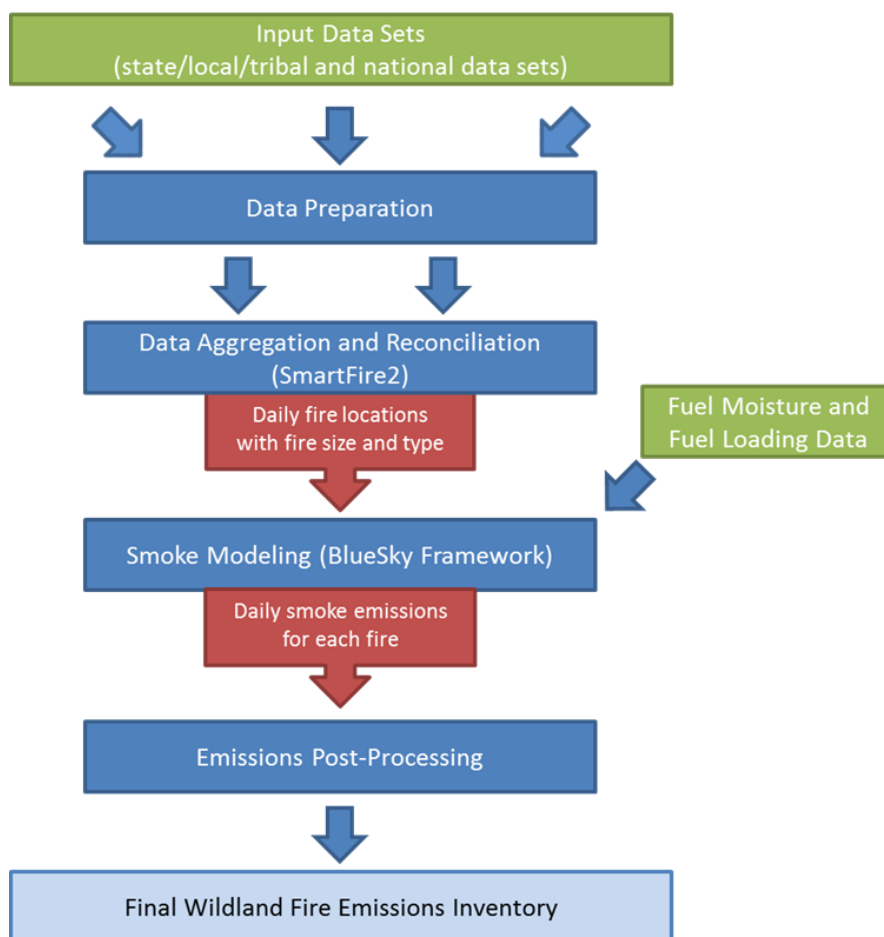 Input Data Sets
(state/local/tribal and national data sets)
Data Preparation
Data Aggregation and Reconciliation
(SmartFire2)
Daily fire locations
with fire size and type
Fuel Moisture and
Fuel Loading Data
Smoke Modeling (BlueSky Framework)
Daily smoke emissions
for each fire
Emissions Post-Processing
Final Wildland Fire Emissions Inventory